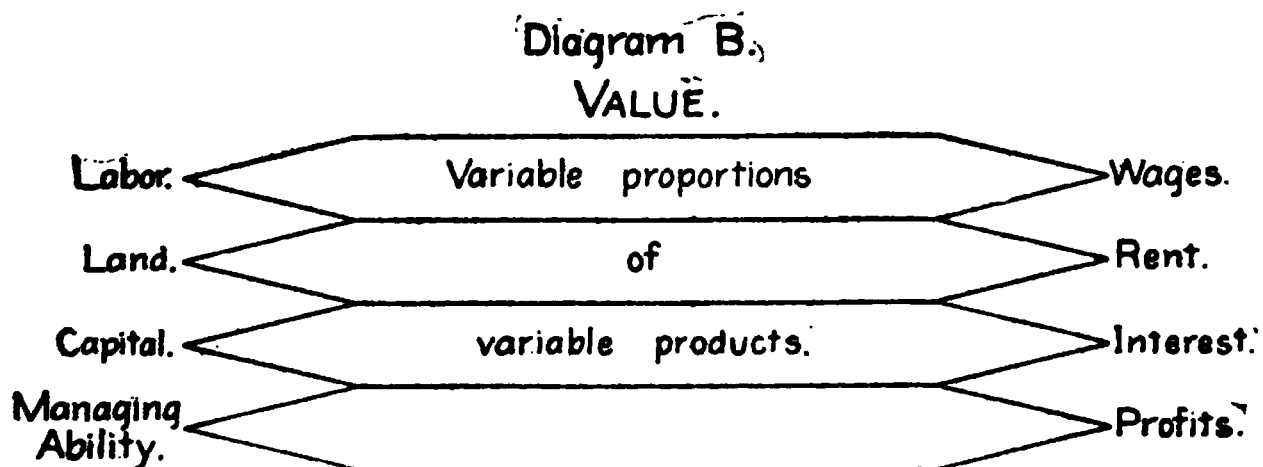 Diagram B.
VALUE.
Labor. Variable proportions Wages.
Land. of Rent.
Capital. variable products. Interest.
Managing
Ability. Profits.